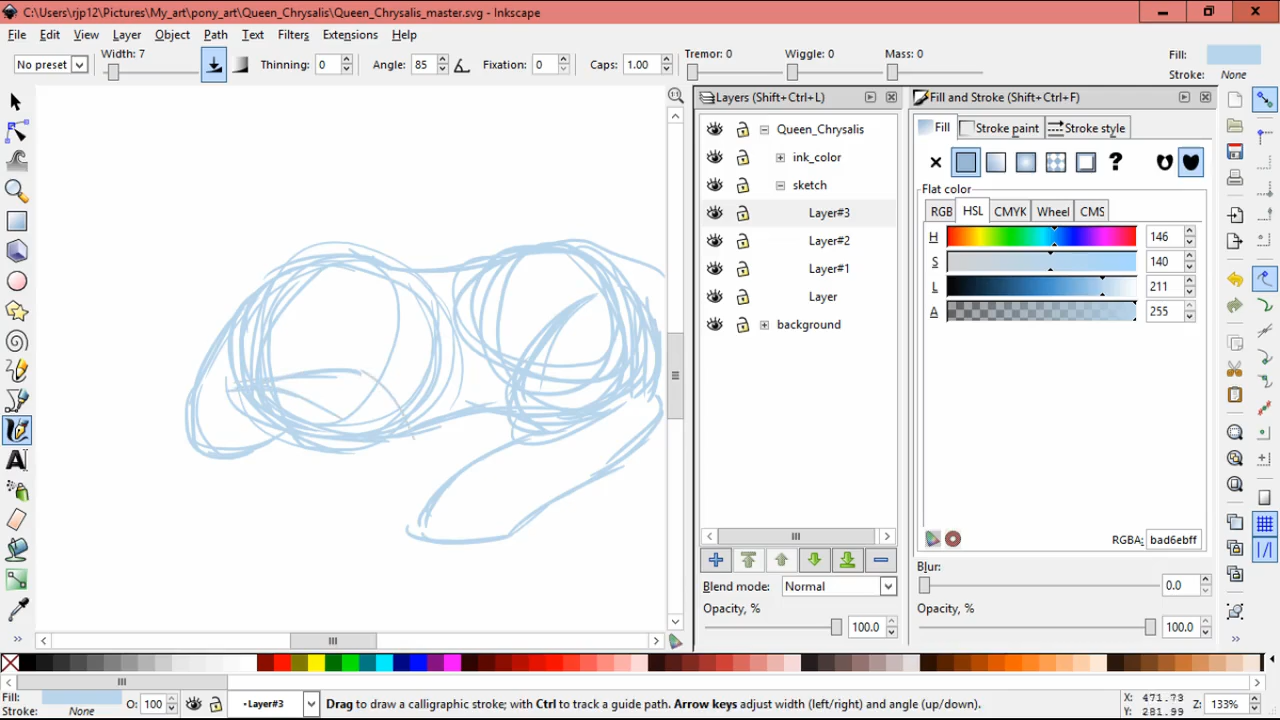 C:\Users\rjp12\Pictures\My_art\pony_art\Queen_Chrysalis\Queen_Chrysalis_master.svg - Inkscape
File Edit View Layer Object Path Text Filters Extensions Help
No preset Width: 7 Thinning: 0 Angle: 85 Fixation: 0 Caps: 1.00 Tremor: 0 Wiggle: 0 Mass: 0 Fill:
Stroke: None
Layers (Shift+Ctrl+L) Fill and Stroke (Shift+Ctrl+F)
Queen_Chrysalis Fill Stroke paint Stroke style
ink_color ?
sketch Flat color
Layer#3 RGB HSL CMYK Wheel CMS
Layer#2 H 146
Layer#1 S 140
Layer L 211
background A 255
RGBA: bad6ebff
Blur:
Blend mode: Normal 0.0
Opacity, % Opacity, %
100.0 100.0
Fill:
Stroke: None O: 100 •Layer#3 Drag to draw a calligraphic stroke; with Ctrl to track a guide path. Arrow keys adjust width (left/right) and angle (up/down). X: 471.73
Y: 281.99 Z: 133%